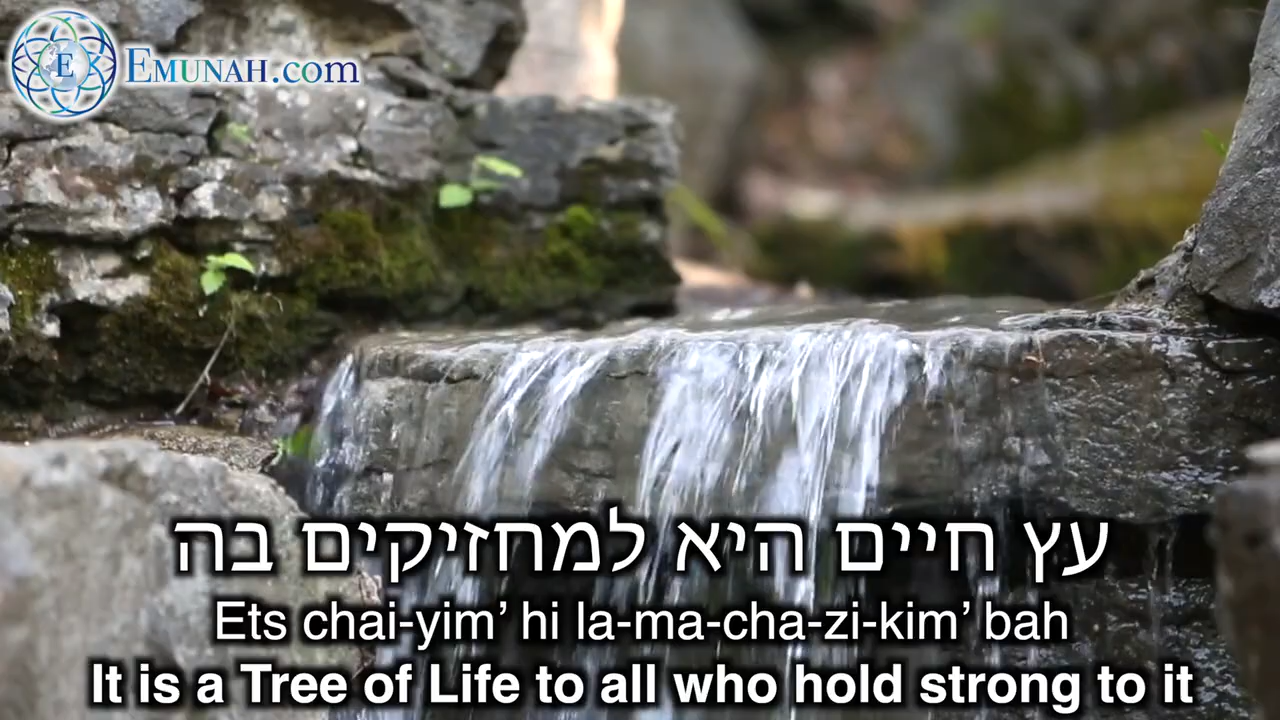 EMUNAH.com
E
עץ חיים היא למחזיקים בה
Ets chai-yim’ hi la-ma-cha-zi-kim’ bah
It is a Tree of Life to all who hold strong to it